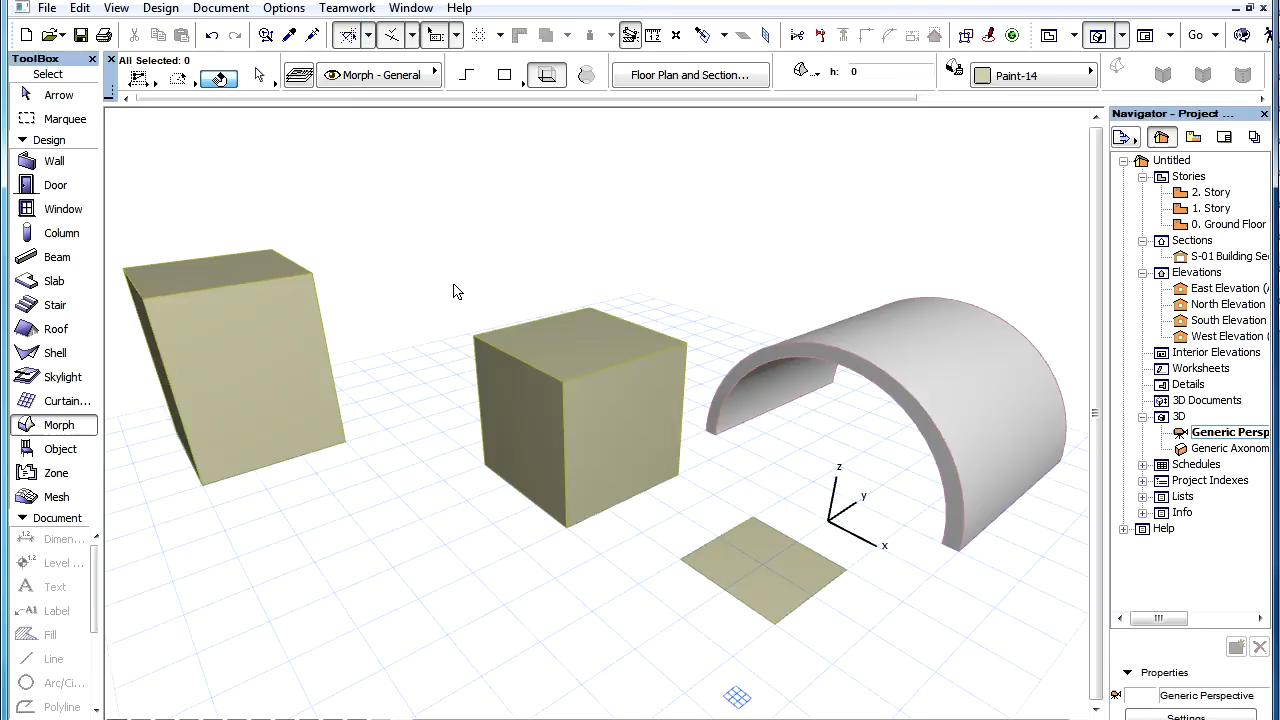 File Edit View Design Document Options Teamwork Window Help
Go
ToolBox
All Selected: 0
Select
Morph - General
Floor Plan and Section...
h: 0
Paint-14
Arrow
Marquee
Design
Wall
Door
Window
Column
Beam
Slab
Stair
Roof
Shell
Skylight
Curtain...
Morph
Object
Zone
Mesh
Document
Dimen...
Level ...
Text
A1 Label
Fill
Line
Arc/Ci...
Polyline
z
y
x
Navigator - Project ...
Untitled
Stories
2. Story
1. Story
0. Ground Floor
Sections
S-01 Building Se
Elevations
East Elevation (
North Elevation
South Elevation
West Elevation (
Interior Elevations
Worksheets
Details
3D Documents
3D
Generic Persp
Generic Axonom
Schedules
Project Indexes
Lists
Info
Help
Properties
Generic Perspective
Settings...